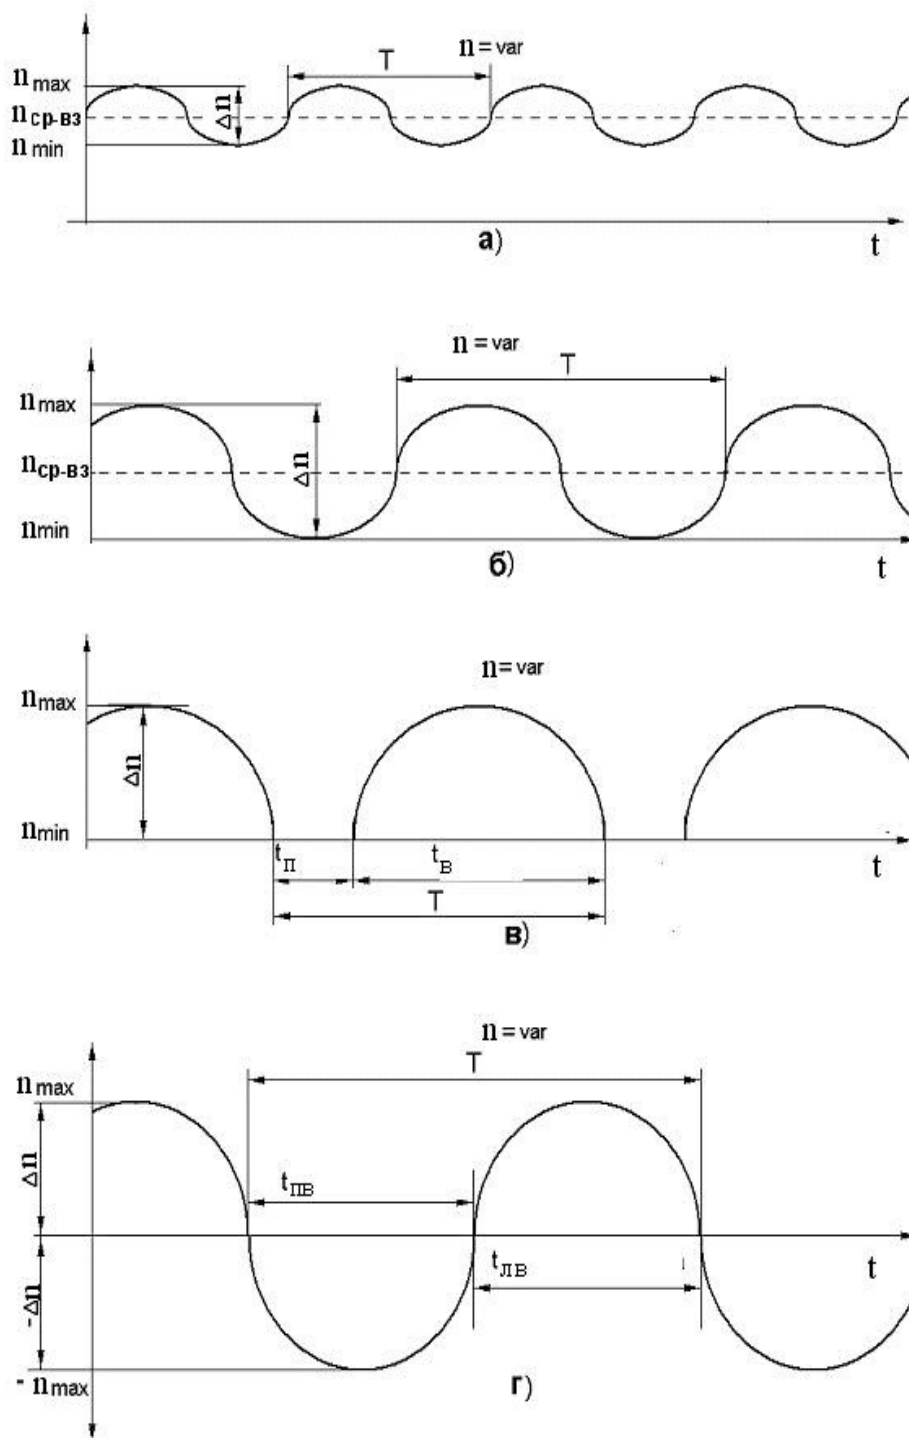 n = var
T
n max
Δn
n ср-вз
n min
t
а)
n = var
T
n max
n ср-вз
Δn
n min
t
б)
n = var
n max
Δn
n min
t П
t В
t
T
в)
n = var
T
n max
Δn
t ПВ
t ЛВ
t
-Δn
- n max
г)